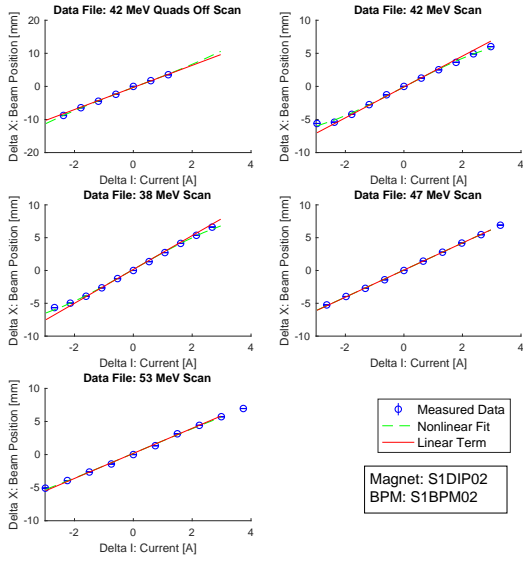 Data File: 42 MeV Quads Off Scan
Delta X: Beam Position [mm]
20
10
0
-10
-20
-2
0
2
4
Delta I: Current [A]
Data File: 42 MeV Scan
Delta X: Beam Position [mm]
10
5
0
-5
-10
-2
0
2
4
Delta I: Current [A]
Data File: 38 MeV Scan
Delta X: Beam Position [mm]
10
5
0
-5
-10
-2
0
2
4
Delta I: Current [A]
Data File: 47 MeV Scan
Delta X: Beam Position [mm]
10
5
0
-5
-10
-2
0
2
4
Delta I: Current [A]
Data File: 53 MeV Scan
Delta X: Beam Position [mm]
10
5
0
-5
-10
-2
0
2
4
Delta I: Current [A]
Measured Data
Nonlinear Fit
Linear Term
Magnet: S1DIP02
BPM: S1BPM02